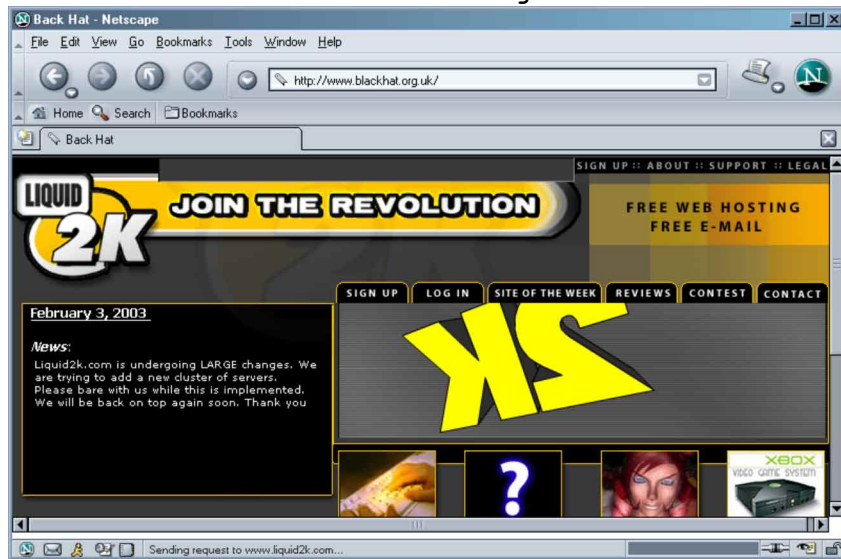 Back Hat - Netscape
File Edit View Go Bookmarks Tools Window Help
http://www.blackhat.org.uk/
N
Home Search Bookmarks
Back Hat
SIGN UP :: ABOUT :: SUPPORT :: LEGAL
LIQUID
2K
JOIN THE REVOLUTION
FREE WEB HOSTING
FREE E-MAIL
SIGN UP LOG IN SITE OF THE WEEK REVIEWS CONTEST CONTACT
February 3, 2003
News:
Liquid2k.com is undergoing LARGE changes. We
are trying to add a new cluster of servers.
Please bare with us while this is implemented.
We will be back on top again soon. Thank you
2K
?
XBOX
VIDEO GAME SYSTEM
Sending request to www.liquid2k.com...